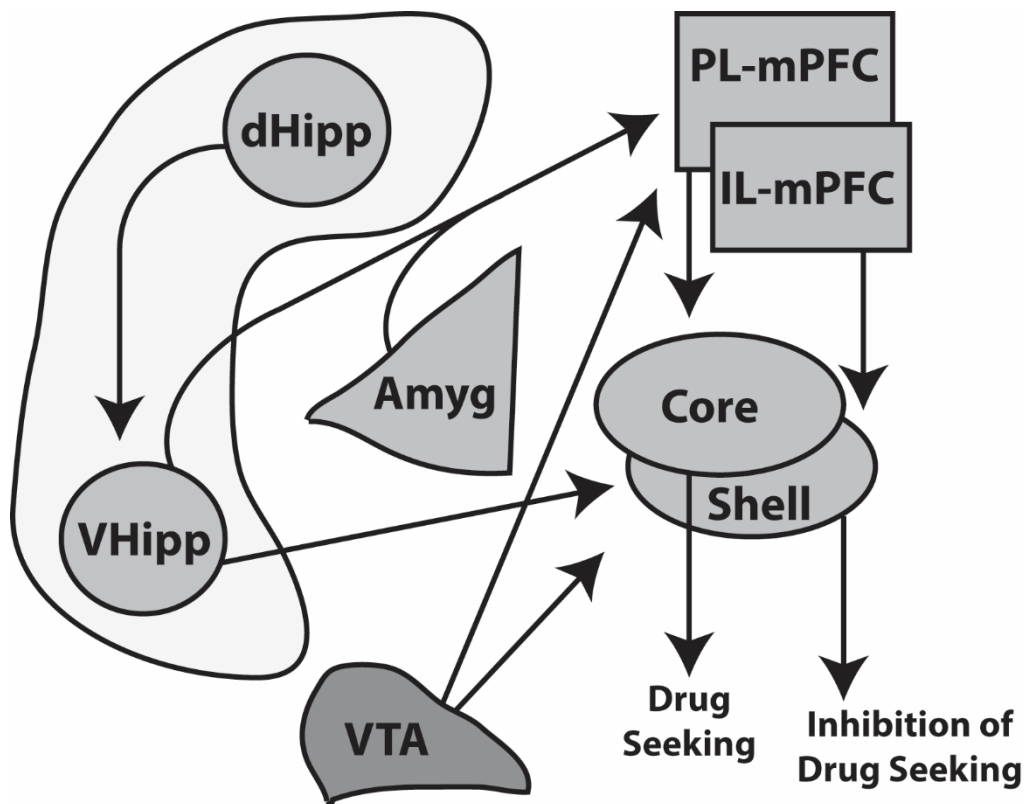 dHipp
PL-mPFC
IL-mPFC
Amyg
Core
Shell
VHipp
VTA
Drug
Seeking
Inhibition of
Drug Seeking